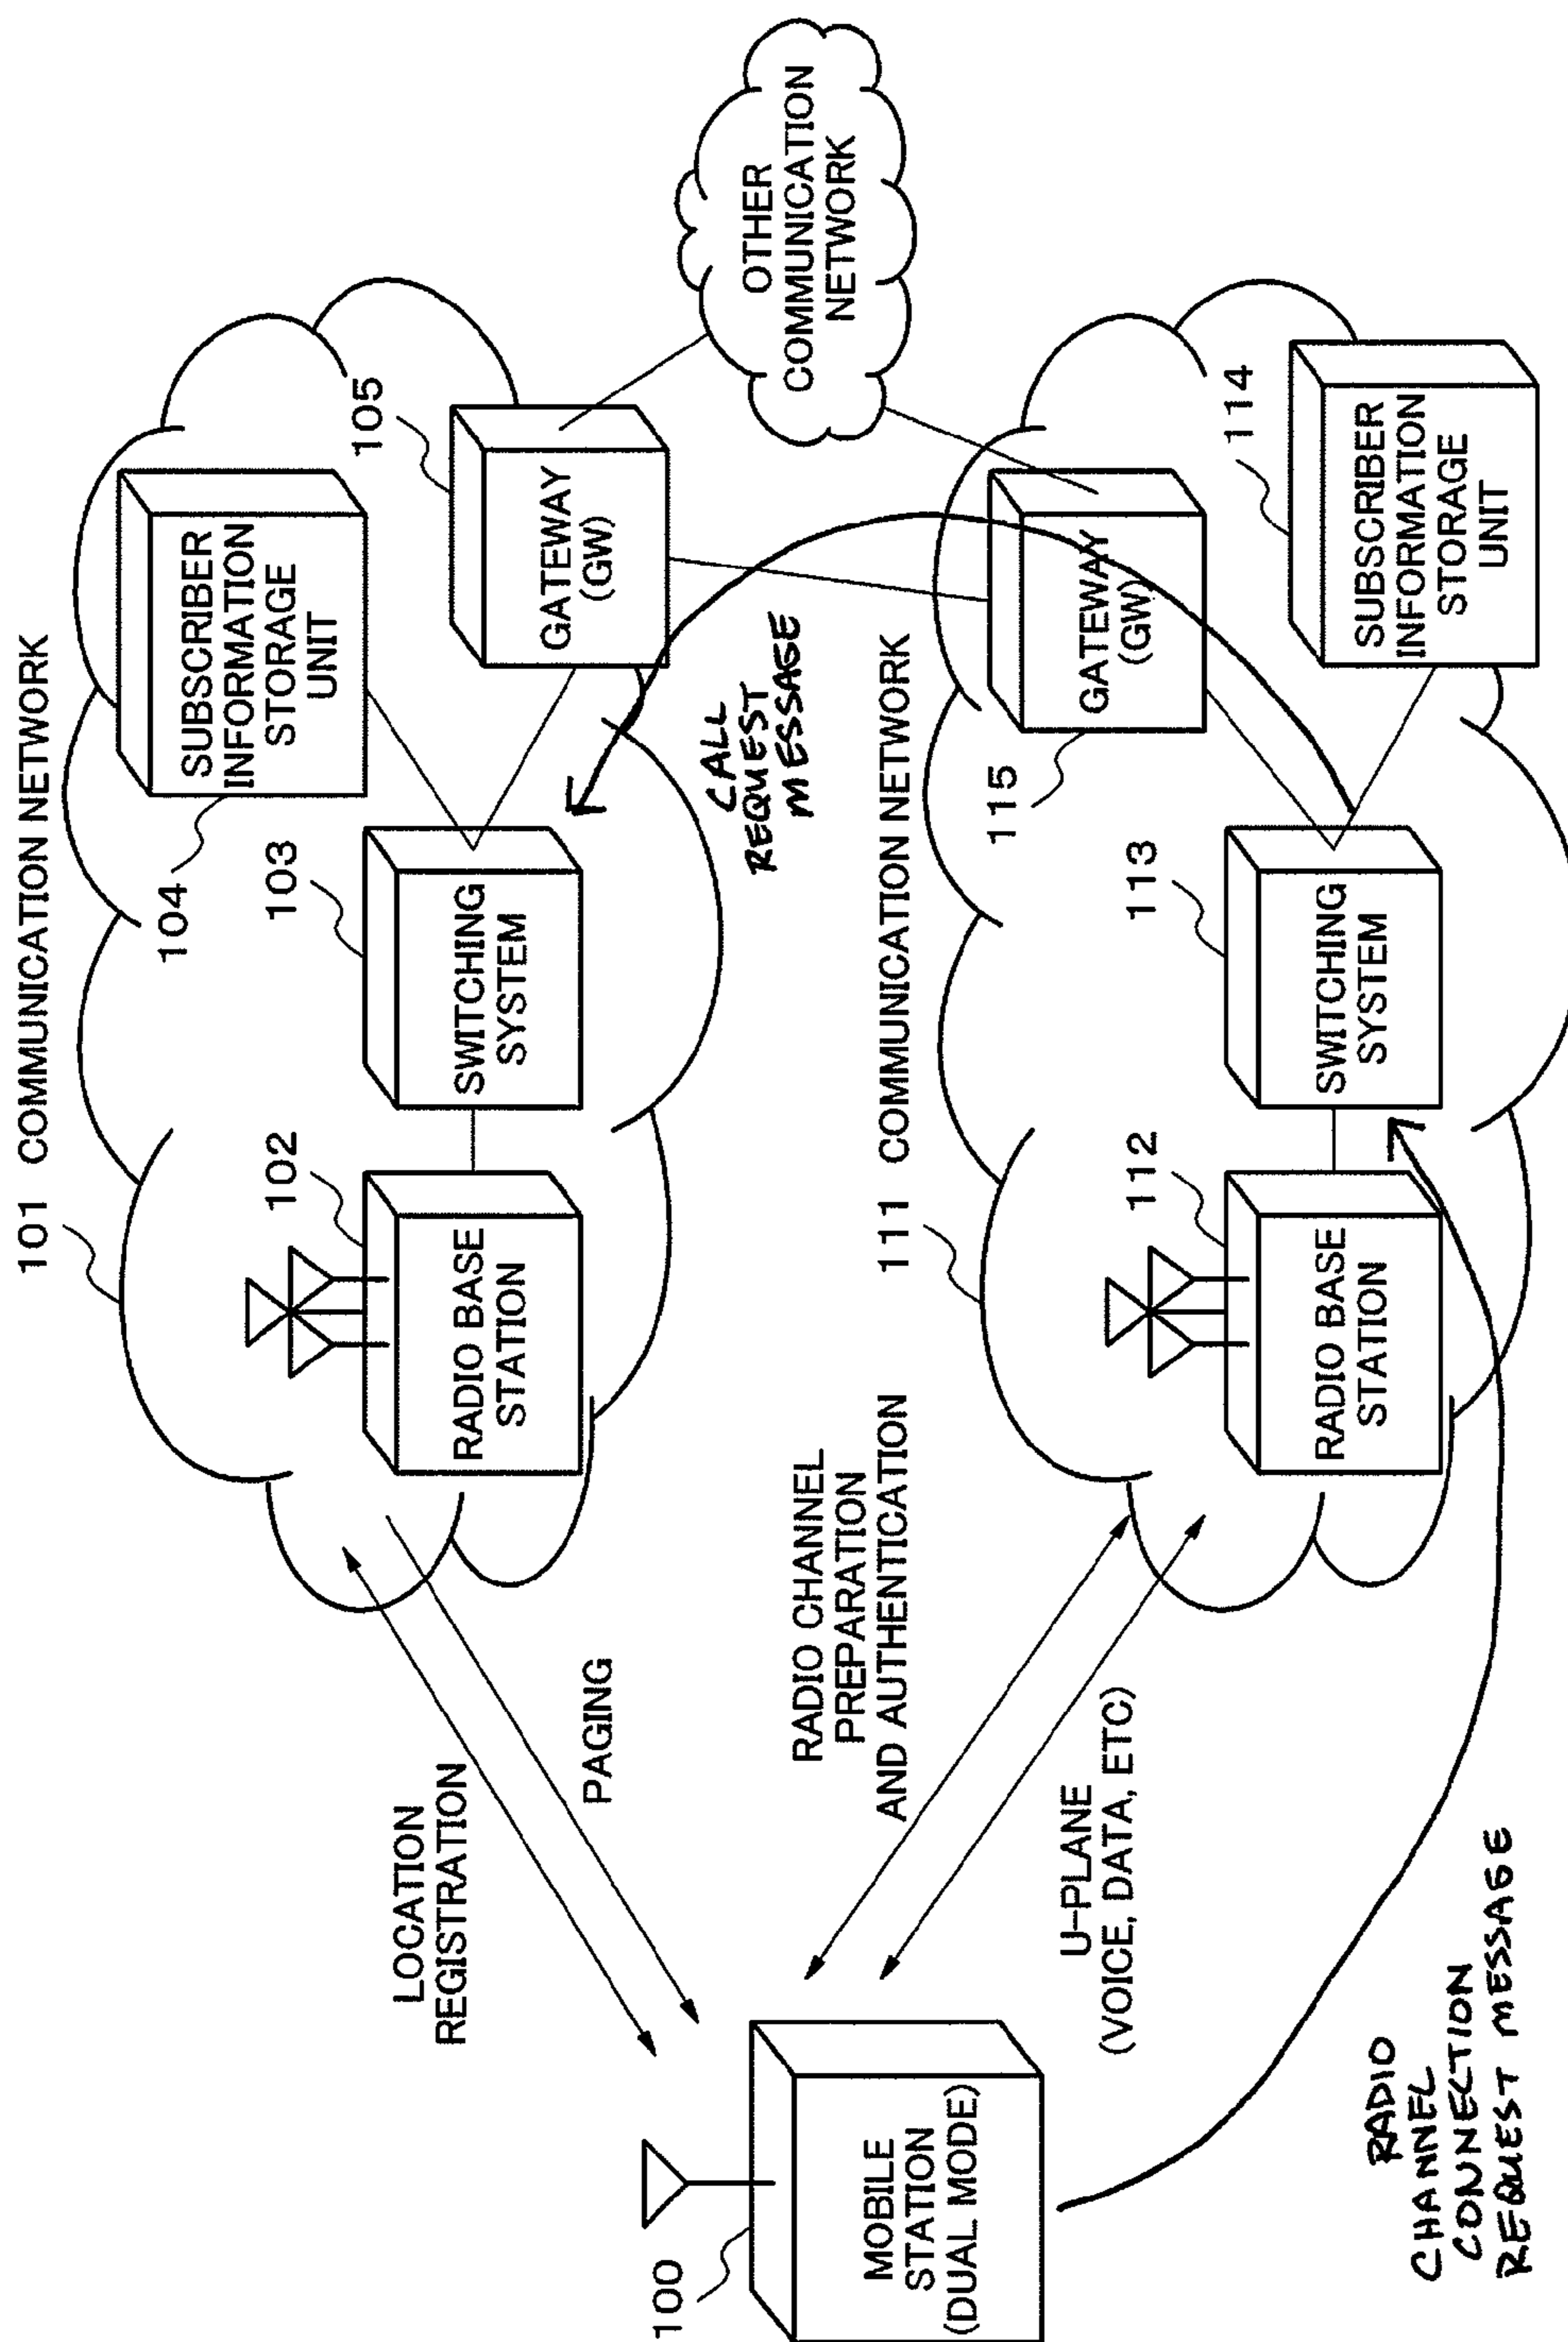 101 COMMUNICATION NETWORK
104
SUBSCRIBER
INFORMATION
STORAGE
UNIT
102
103
105
RADIO BASE
STATION
SWITCHING
SYSTEM
GATEWAY
(GW)
LOCATION
REGISTRATION
PAGING
CALL
REQUEST
MESSAGE
OTHER
COMMUNICATION
NETWORK
100
MOBILE
STATION
(DUAL MODE)
RADIO CHANNEL
PREPARATION
AND AUTHENTICATION
111 COMMUNICATION NETWORK
115
GATEWAY
(GW)
U-PLANE
(VOICE, DATA, ETC)
112
113
114
RADIO BASE
STATION
SWITCHING
SYSTEM
SUBSCRIBER
INFORMATION
STORAGE
UNIT
RADIO
CHANNEL
CONNECTION
REQUEST MESSAGE